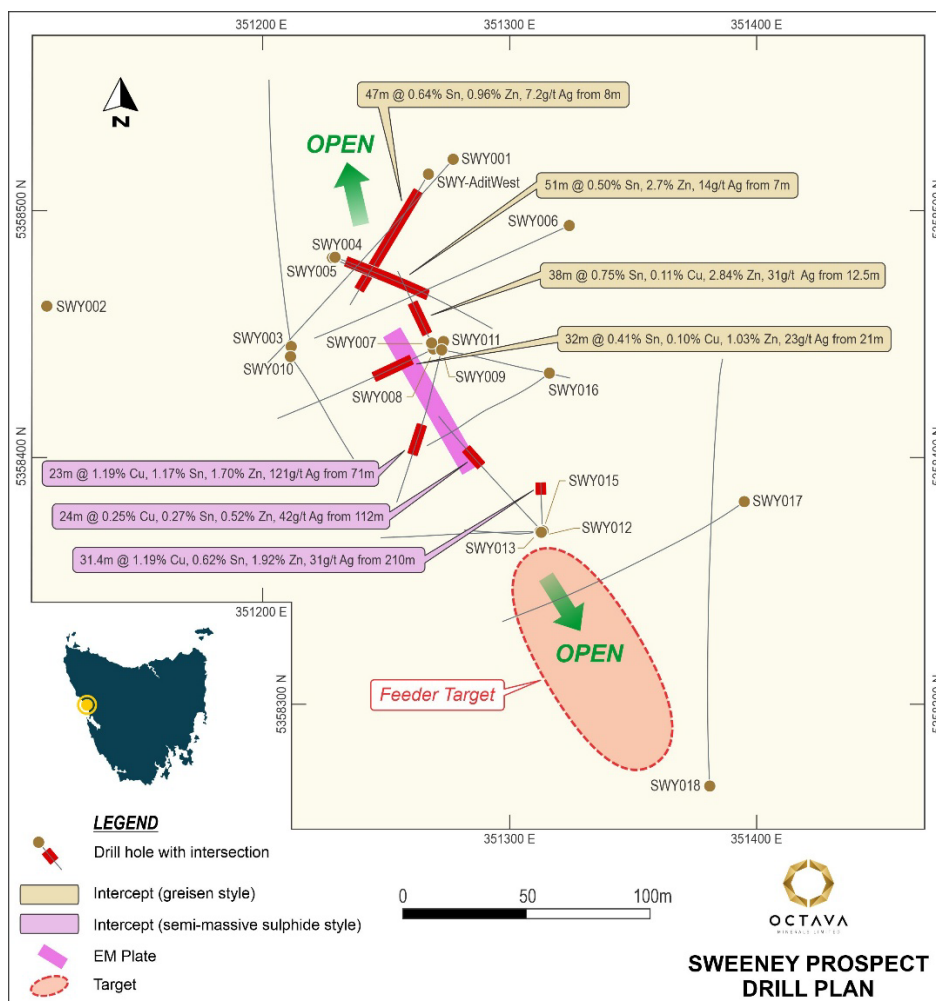 351200 E
351300 E
351400 E
47m @ 0.64% Sn, 0.96% Zn, 7.2g/t Ag from 8m
N
OPEN
SWY001
SWY-AditWest
51m @ 0.50% Sn, 2.7% Zn, 14g/t Ag from 7m
5358500 N
5358500 N
SWY006
SWY004
SWY005
38m @ 0.75% Sn, 0.11% Cu, 2.84% Zn, 31g/t Ag from 12.5m
SWY002
SWY003
SWY007
SWY011
32m @ 0.41% Sn, 0.10% Cu, 1.03% Zn, 23g/t Ag from 21m
SWY010
SWY009
SWY008
SWY016
5358400 N
5358400 N
23m @ 1.19% Cu, 1.17% Sn, 1.70% Zn, 121g/t Ag from 71m
SWY015
SWY017
24m @ 0.25% Cu, 0.27% Sn, 0.52% Zn, 42g/t Ag from 112m
SWY012
SWY013
31.4m @ 1.19% Cu, 0.62% Sn, 1.92% Zn, 31g/t Ag from 210m
351200 E
OPEN
Feeder Target
5358300 N
5358300 N
SWY018
351300 E
351400 E
LEGEND
Drill hole with intersection
Intercept (greisen style)
Intercept (semi-massive sulphide style)
EM Plate
Target
0
50
100m
OCTAVA
MINERALS LIMITED
SWEENEY PROSPECT
DRILL PLAN